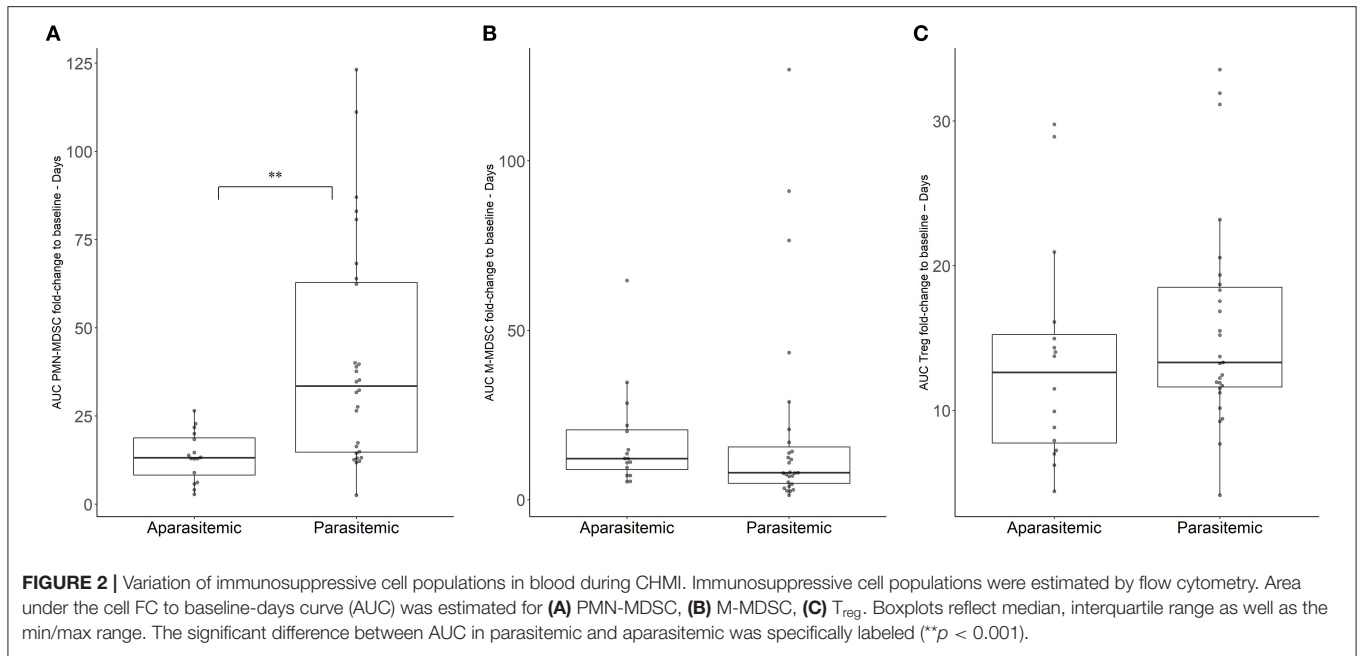 A
B
C
AUC PMN-MDSC fold-change to baseline - Days
125
100
75
50
25
0
**
Aparasitemic
Parasitemic
AUC M-MDSC fold-change to baseline - Days
100
50
0
Aparasitemic
Parasitemic
AUC Treg fold-change to baseline – Days
30
20
10
Aparasitemic
Parasitemic
FIGURE 2 | Variation of immunosuppressive cell populations in blood during CHMI. Immunosuppressive cell populations were estimated by flow cytometry. Area
under the cell FC to baseline-days curve (AUC) was estimated for (A) PMN-MDSC, (B) M-MDSC, (C) Treg. Boxplots reflect median, interquartile range as well as the
min/max range. The significant difference between AUC in parasitemic and aparasitemic was specifically labeled (**p < 0.001).